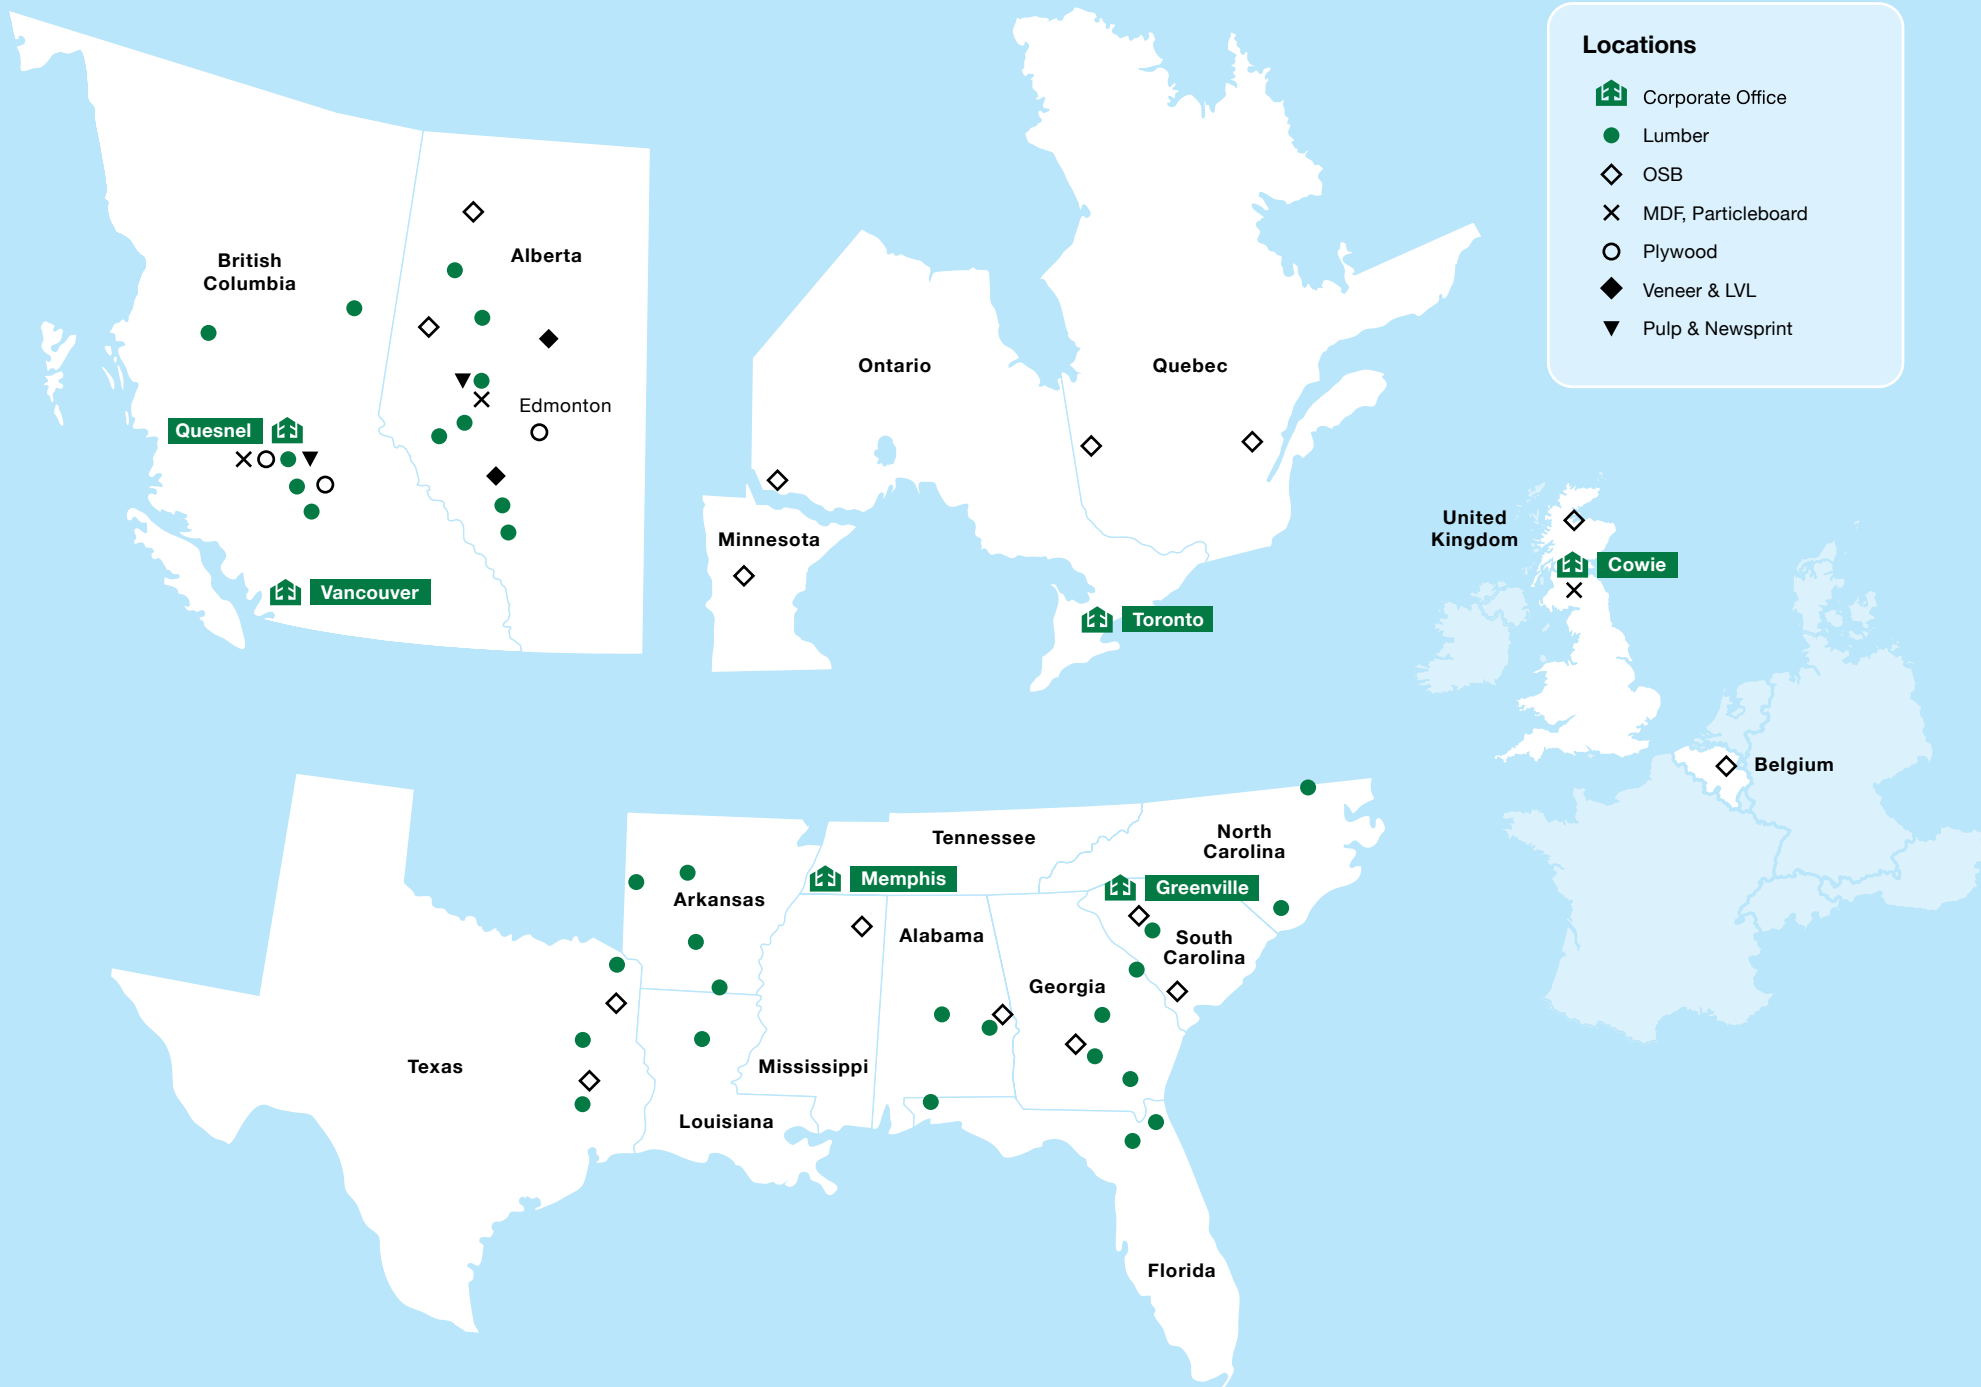 Locations
Corporate Office
Lumber
OSB
MDF, Particleboard
Plywood
Veneer & LVL
Pulp & Newsprint
British
Columbia
Alberta
Edmonton
Quesnel
Vancouver
Ontario
Quebec
Minnesota
Toronto
United
Kingdom
Cowie
Belgium
Tennessee
North
Carolina
Memphis
Greenville
Arkansas
Alabama
South
Carolina
Georgia
Texas
Mississippi
Louisiana
Florida